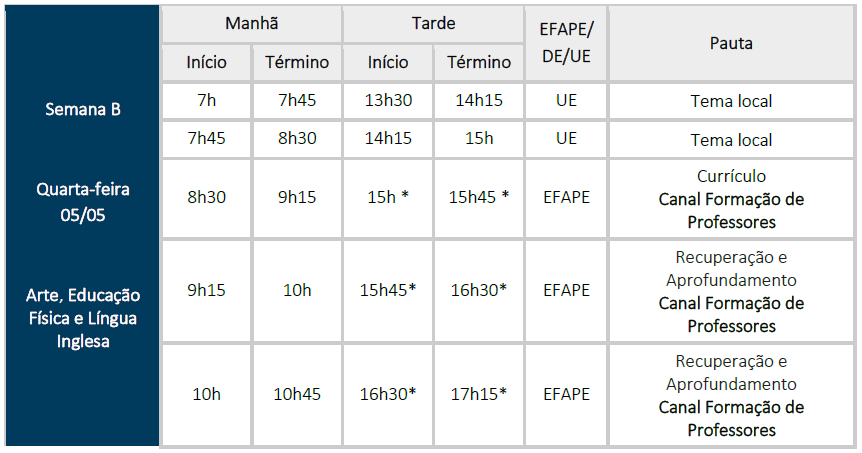 Manhã Tarde EFAPE/ DE/UE Pauta
Início Término Início Término
Semana B
Quarta-feira
05/05
Arte, Educação
Física e Língua
Inglesa
7h 7h45 13h30 14h15 UE Tema local
7h45 8h30 14h15 15h UE Tema local
8h30 9h15 15h * 15h45 * EFAPE Currículo
Canal Formação de
Professores
9h15 10h 15h45* 16h30* EFAPE Recuperação e
Aprofundamento
Canal Formação de
Professores
10h 10h45 16h30* 17h15* EFAPE Recuperação e
Aprofundamento
Canal Formação de
Professores